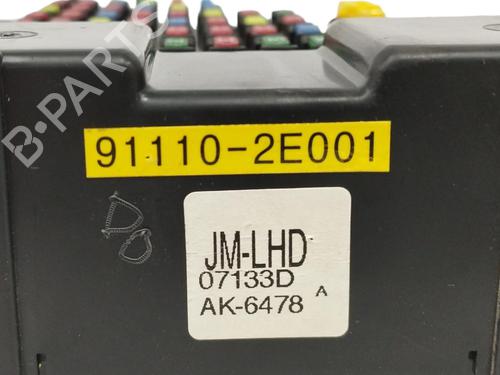 B-PARTS
91110-2E001
JM-LHD
07133D
AK-6478 A